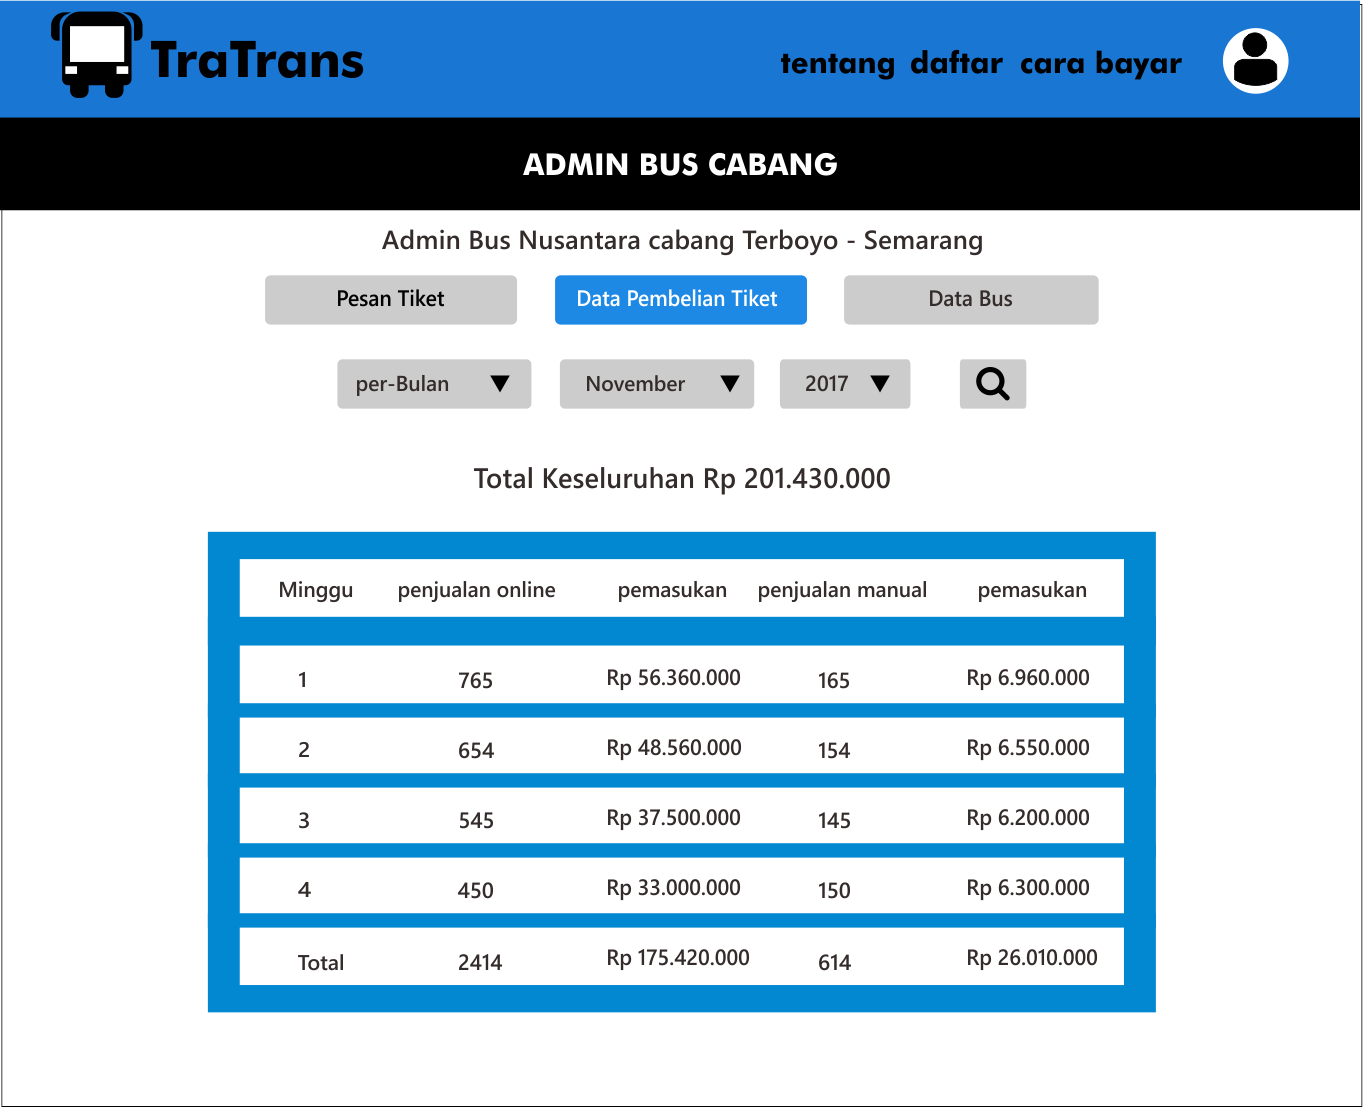 TraTrans
tentang daftar cara bayar
ADMIN BUS CABANG
Admin Bus Nusantara cabang Terboyo - Semarang
Pesan Tiket Data Pembelian Tiket Data Bus
per-Bulan November 2017
Total Keseluruhan Rp 201.430.000
Minggu penjualan online pemasukan penjualan manual pemasukan
1 765 Rp 56.360.000 165 Rp 6.960.000
2 654 Rp 48.560.000 154 Rp 6.550.000
3 545 Rp 37.500.000 145 Rp 6.200.000
4 450 Rp 33.000.000 150 Rp 6.300.000
Total 2414 Rp 175.420.000 614 Rp 26.010.000